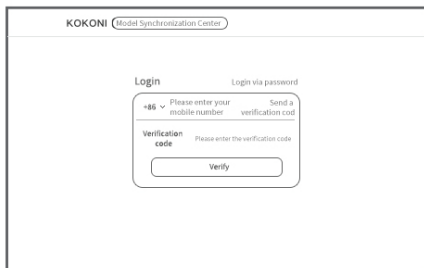 KOKONI Model Synchronization Center
Login Login via password
+86 Please enter your Send a
mobile number verification cod
Verification
code Please enter the verification code
Verify